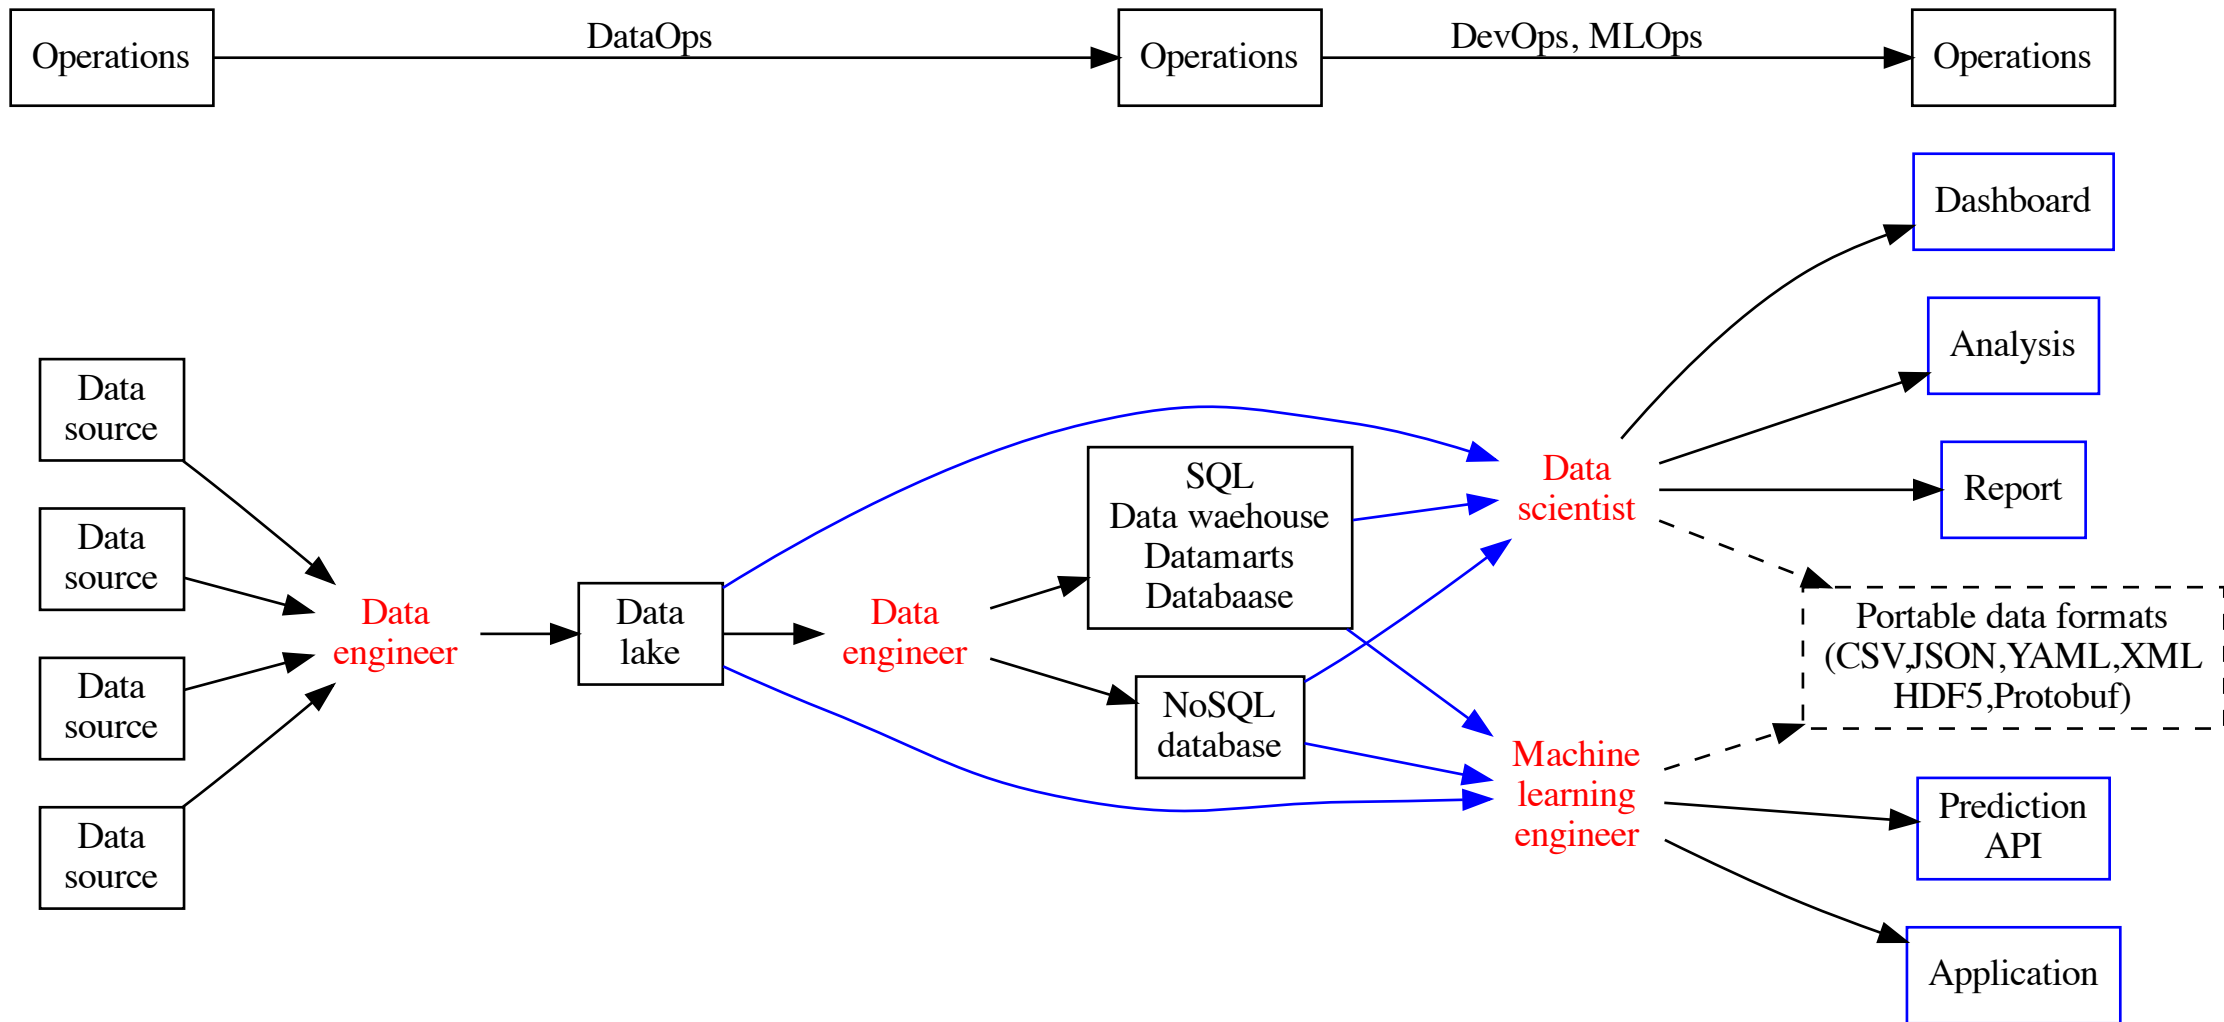 Operations
DataOps
Operations
DevOps, MLOps
Operations
Dashboard
Analysis
Report
Data
source
Data
source
Data
source
Data
source
Data
engineer
Data
lake
Data
engineer
SQL
Data waehouse
Datamarts
Databaase
NoSQL
database
Data
scientist
Machine
learning
engineer
Portable data formats
(CSV,JSON,YAML,XML
HDF5,Protobuf)
Prediction
API
Application